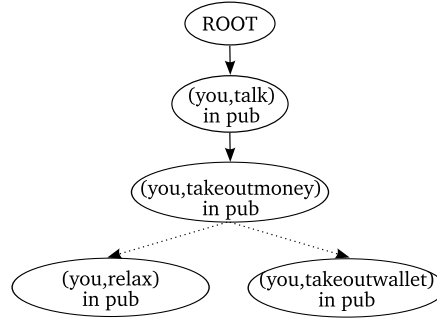 ROOT
(you,talk)
in pub
(you,takeoutmoney)
in pub
(you,relax)
in pub
(you,takeoutwallet)
in pub